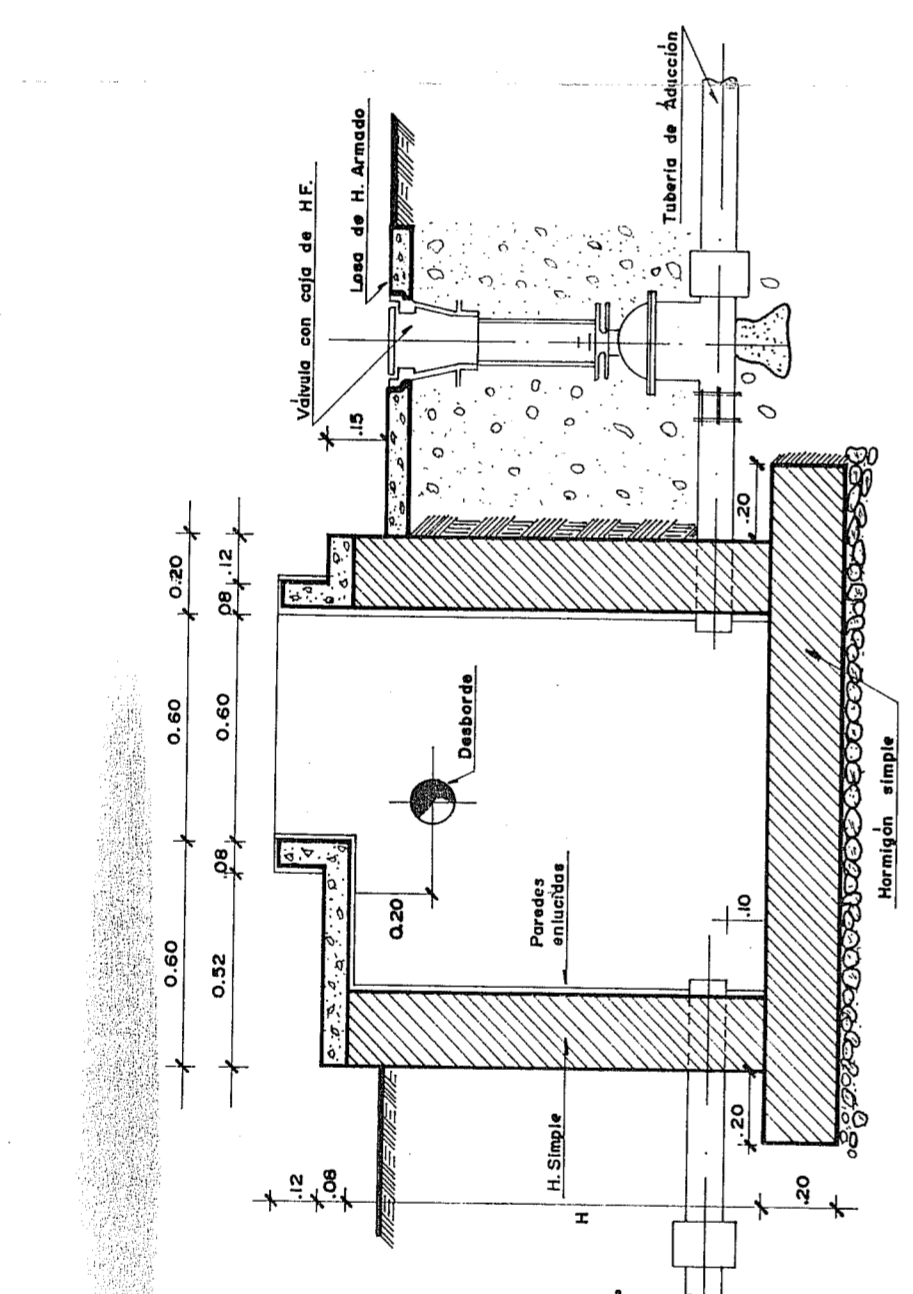 Tubería de Aducción
Losa de H. Armado
Válvula con caja de HF.
.15
0.20
.12
.08
0.60
0.60
.20
Desborde
0.60
.08
0.52
0.20
Paredes
enlucidas
.10
Hormigón simple
H. Simple
.20
.12
.08
H
.20